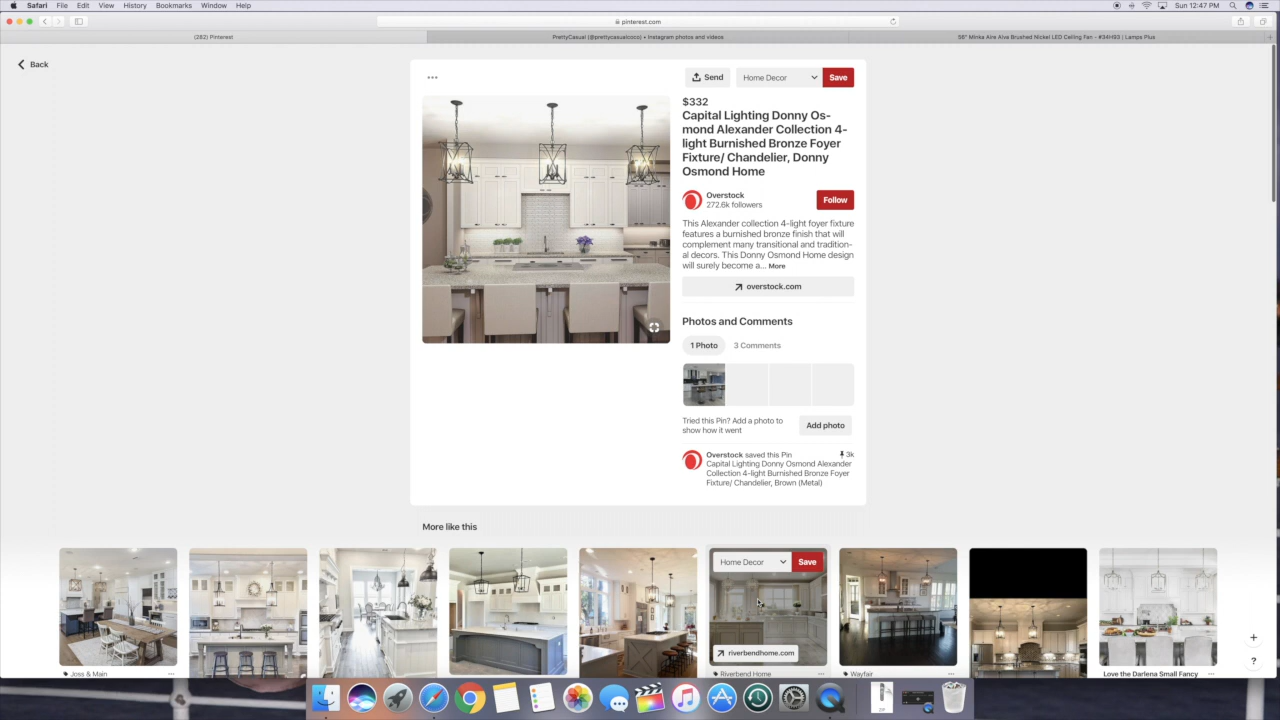 Safari File Edit View History Bookmarks Window Help
Sun 12:47 PM
pinterest.com
(282) Pinterest
PrettyCasual (@prettycasualcoco) • Instagram photos and videos
56" Minka Aire Alva Brushed Nickel LED Ceiling Fan - #34H93 | Lamps Plus
Back
Send
Home Decor
Save
$332
Capital Lighting Donny Os-
mond Alexander Collection 4-
light Burnished Bronze Foyer
Fixture/ Chandelier, Donny
Osmond Home
Overstock
272.6k followers
Follow
This Alexander collection 4-light foyer fixture
features a burnished bronze finish that will
complement many transitional and tradition-
al decors. This Donny Osmond Home design
will surely become a... More
overstock.com
Photos and Comments
1 Photo
3 Comments
Tried this Pin? Add a photo to
show how it went
Add photo
Overstock saved this Pin
3k
Capital Lighting Donny Osmond Alexander
Collection 4-light Burnished Bronze Foyer
Fixture/ Chandelier, Brown (Metal)
More like this
Home Decor
Save
riverbendhome.com
Joss & Main
Riverbend Home
Wayfair
Love the Darlena Small Fancy
?